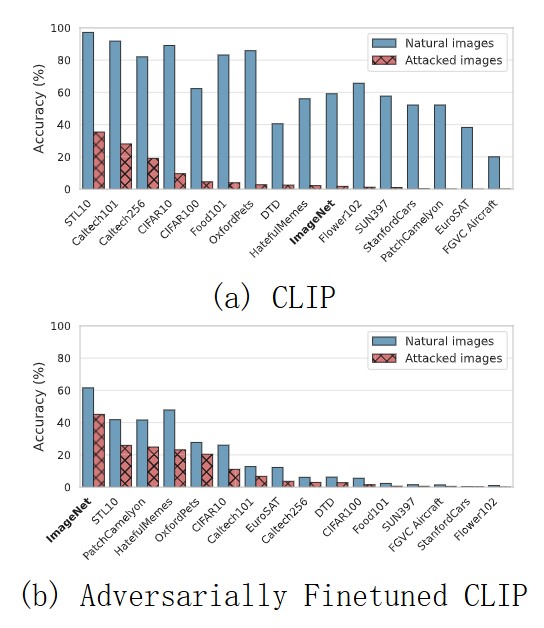 100
80
60
40
20
0
Accuracy (%)
Natural images
Attacked images
STL10
Caltech101
Caltech256
CIFAR10
CIFAR100
Food101
OxfordPets
DTD
HatefulMemes
ImageNet
Flower102
SUN397
StanfordCars
PatchCamelyon
EuroSAT
FGVC Aircraft
(a) CLIP
100
80
60
40
20
0
Accuracy (%)
Natural images
Attacked images
ImageNet
STL10
PatchCamelyon
HatefulMemes
OxfordPets
CIFAR10
Caltech101
EuroSAT
Caltech256
DTD
CIFAR100
Food101
SUN397
FGVC Aircraft
StanfordCars
Flower102
(b) Adversarially Finetuned CLIP